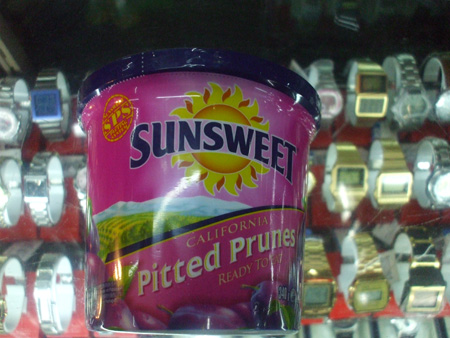 SUNSWEET
CALIFORNIA
Pitted Prunes
READY TO